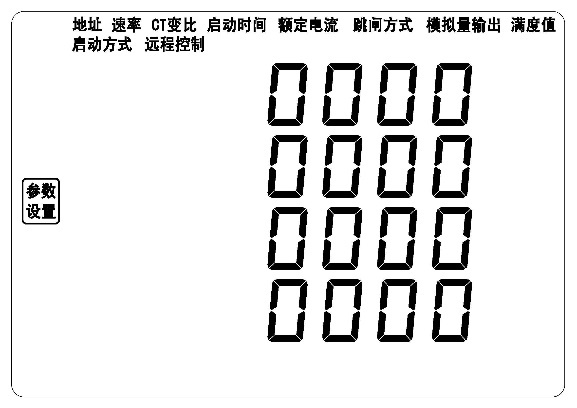 地址 速率 CT变比 启动时间 额定电流 跳闸方式 模拟量输出 满度值
启动方式 远程控制
0000
0000
参数
设置
0000
0000